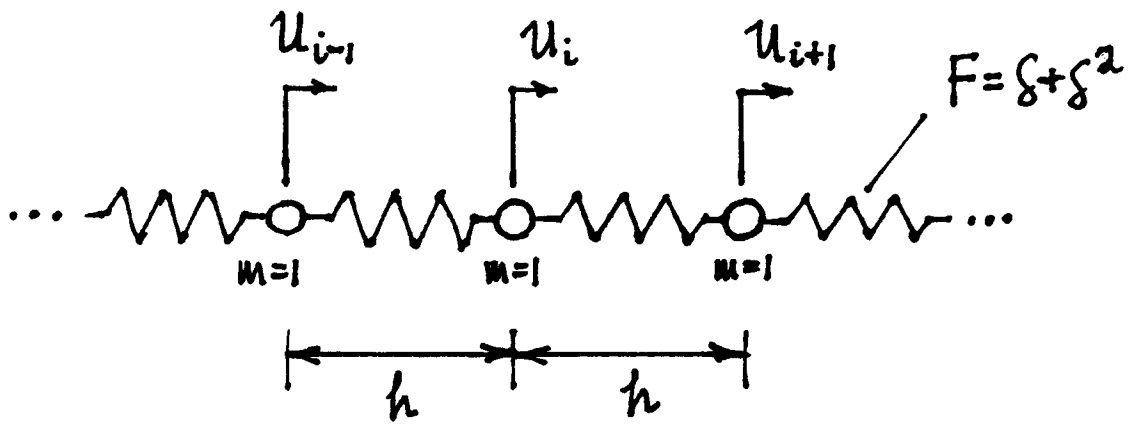 u_{i-1} u_i u_{i+1} F=δ+δ²
... ...
m=1 m=1 m=1
h h